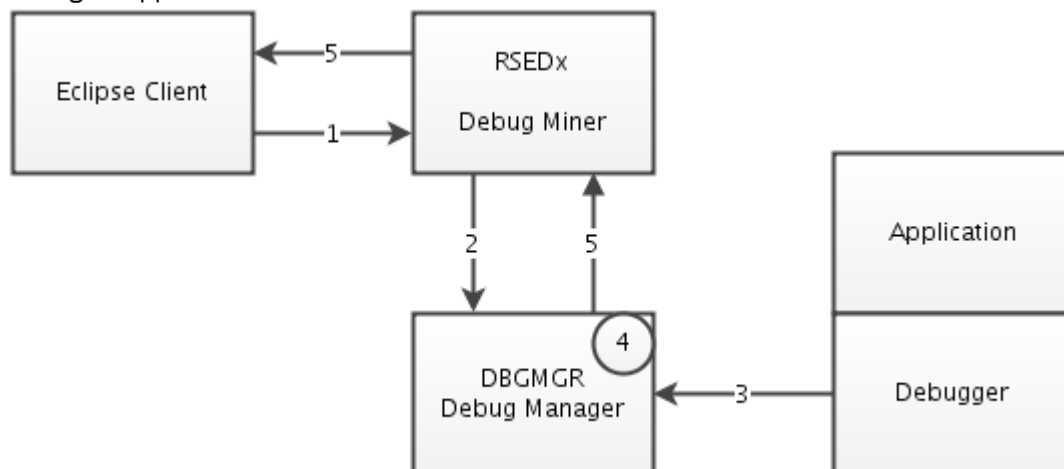 Eclipse Client
5
1
RSEDx
Debug Miner
2
5
Application
4
DBGMGR
Debug Manager
3
Debugger